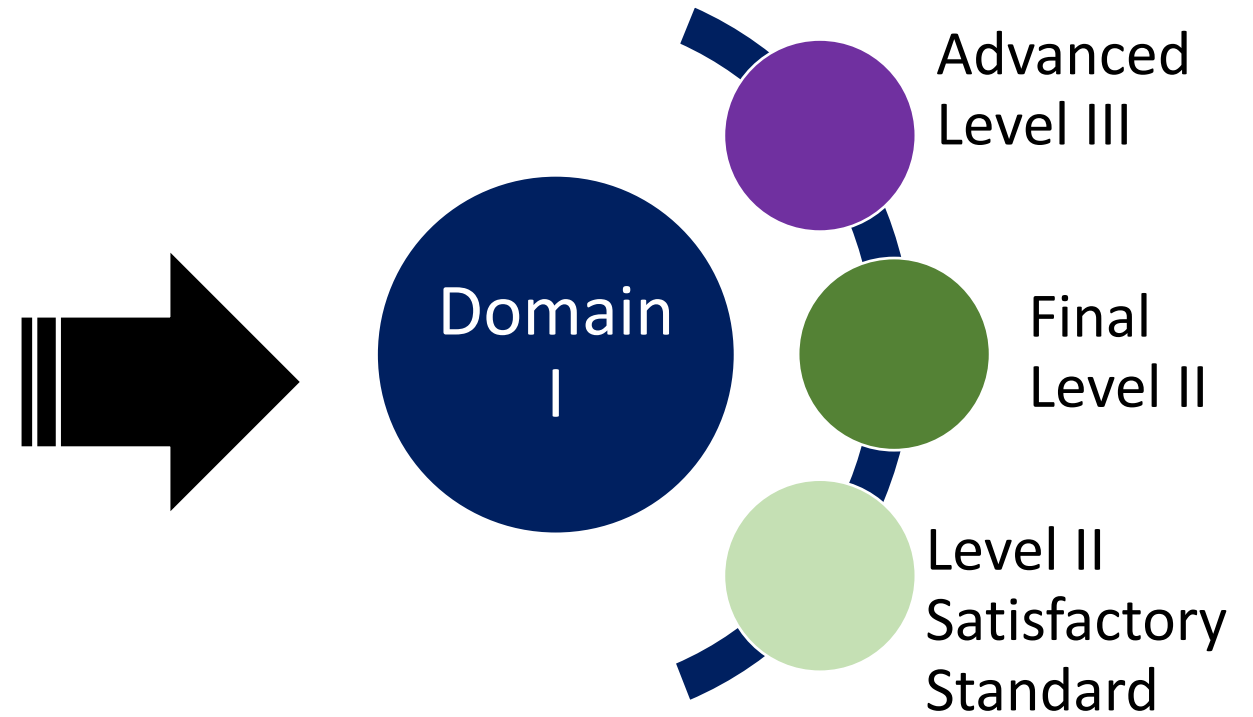 Domain
I
Advanced
Level III
Final
Level II
Level II
Satisfactory
Standard